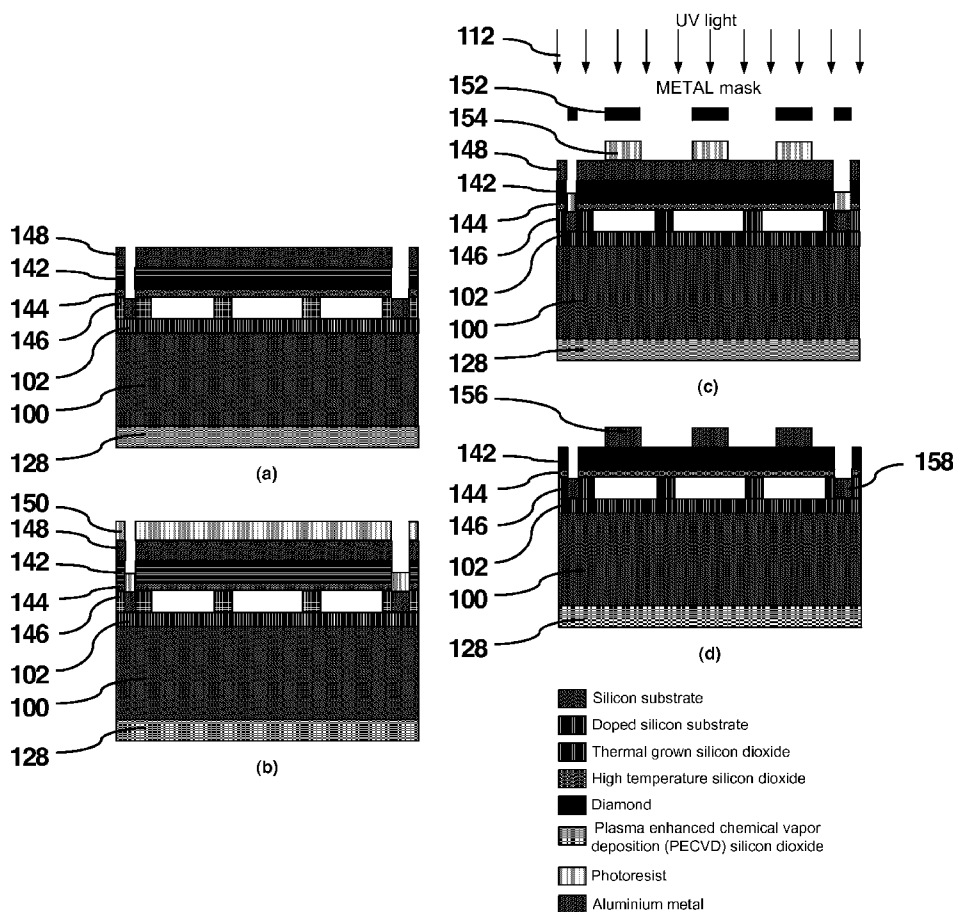 148
142
144
146
102
100
128
(a)
150
148
142
144
146
102
100
128
(b)
UV light
112
METAL mask
152
154
148
142
144
146
102
100
128
(c)
156
142
158
144
146
102
100
128
(d)
Silicon substrate
Doped silicon substrate
Thermal grown silicon dioxide
High temperature silicon dioxide
Diamond
Plasma enhanced chemical vapor
deposition (PECVD) silicon dioxide
Photoresist
Aluminium metal